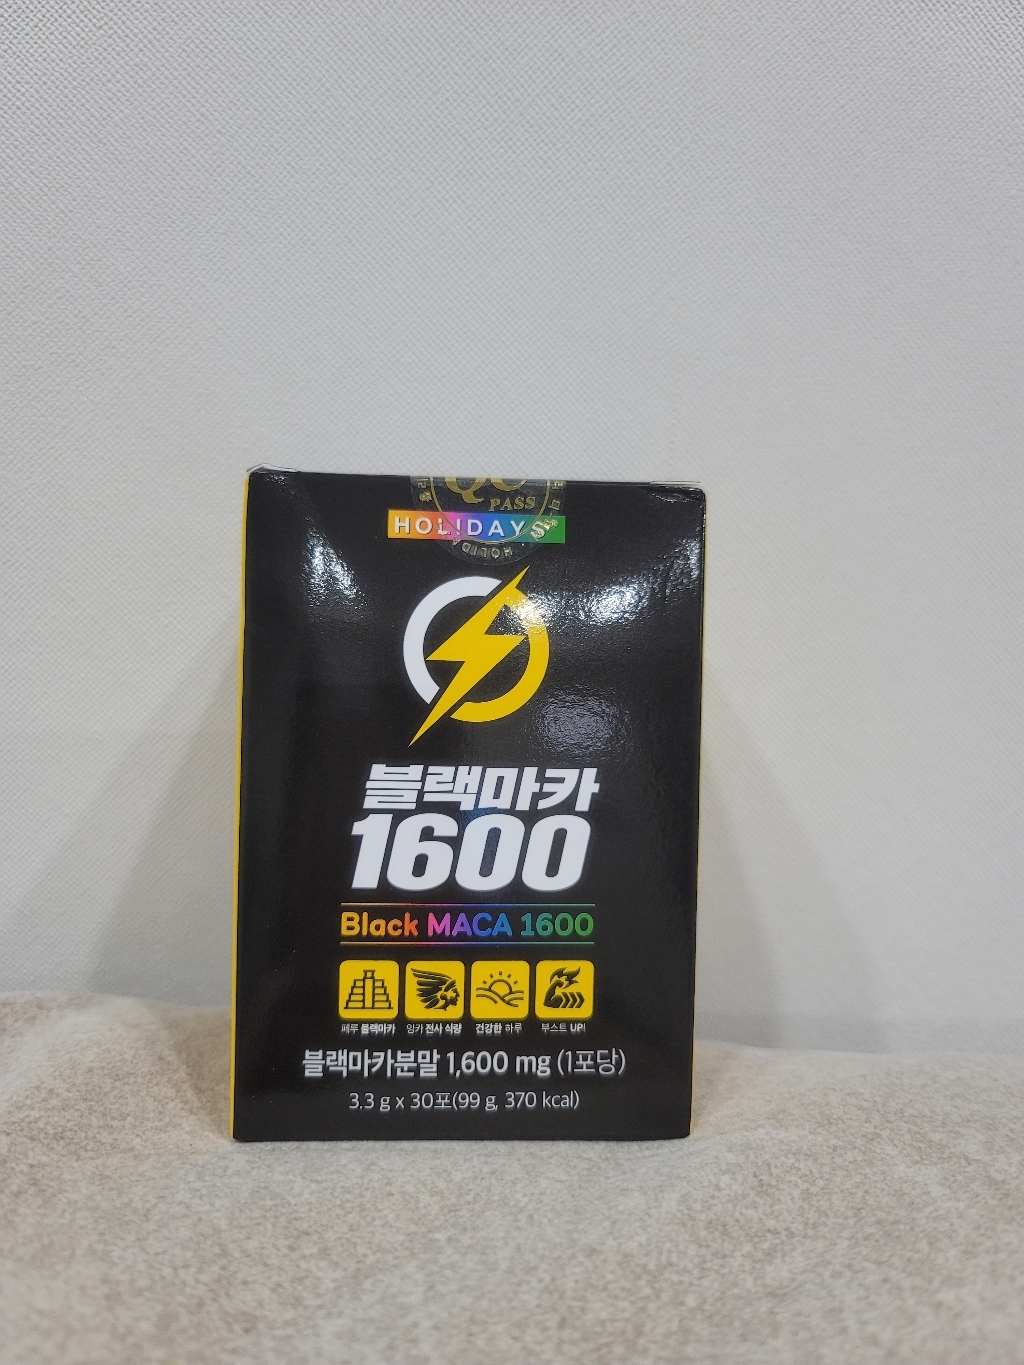 QC
PASS
HOLIDAYS
블랙마카
1600
Black MACA 1600
페루 블랙마카 잉카 전사 식량 건강한 하루 부스트 UP!
블랙마카분말 1,600 mg (1포당)
3.3 g x 30포(99 g, 370 kcal)